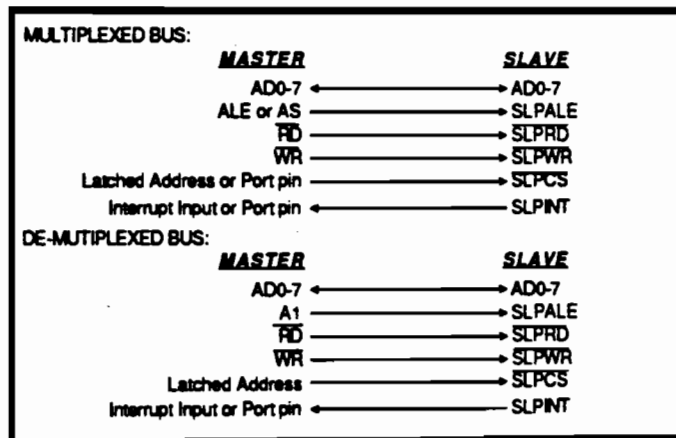 MULTIPLEXED BUS:
MASTER SLAVE
AD0-7 AD0-7
ALE or AS SLPALE
RD SLPRD
WR SLPWR
Latched Address or Port pin SLPCS
Interrupt Input or Port pin SLPINT
DE-MUTIPLEXED BUS:
MASTER SLAVE
AD0-7 AD0-7
A1 SLPALE
RD SLPRD
WR SLPWR
Latched Address SLPCS
Interrupt Input or Port pin SLPINT